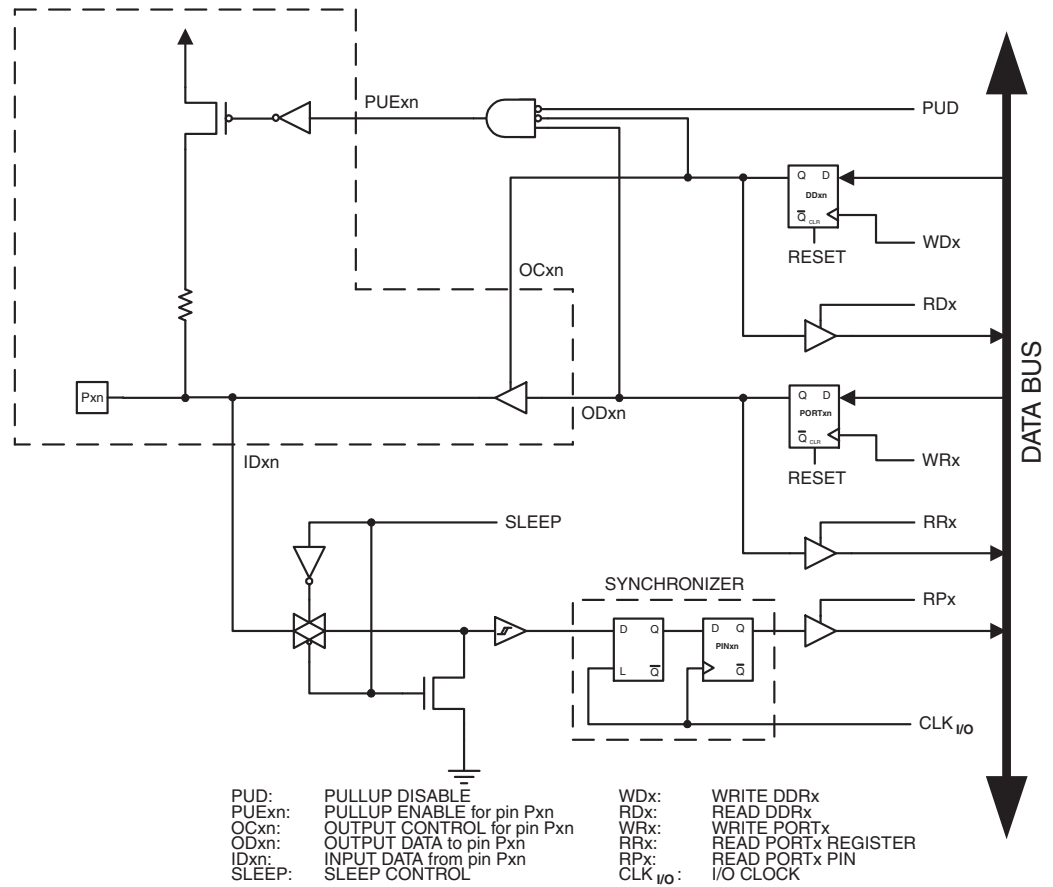 PUExn
PUD
Q D
DDxn
Q CLR
WDx
RESET
OCxn
RDx
Pxn
ODxn
Q D
PORTxn
Q CLR
WRx
RESET
IDxn
SLEEP
RRx
SYNCHRONIZER
RPx
D Q
L Q
D Q
PINxn
Q
CLK I/O
DATA BUS
PUD: PULLUP DISABLE
PUExn: PULLUP ENABLE for pin Pxn
OCxn: OUTPUT CONTROL for pin Pxn
ODxn: OUTPUT DATA to pin Pxn
IDxn: INPUT DATA from pin Pxn
SLEEP: SLEEP CONTROL
WDx: WRITE DDRx
RDx: READ DDRx
WRx: WRITE PORTx
RRx: READ PORTx REGISTER
RPx: READ PORTx PIN
CLK I/O: I/O CLOCK